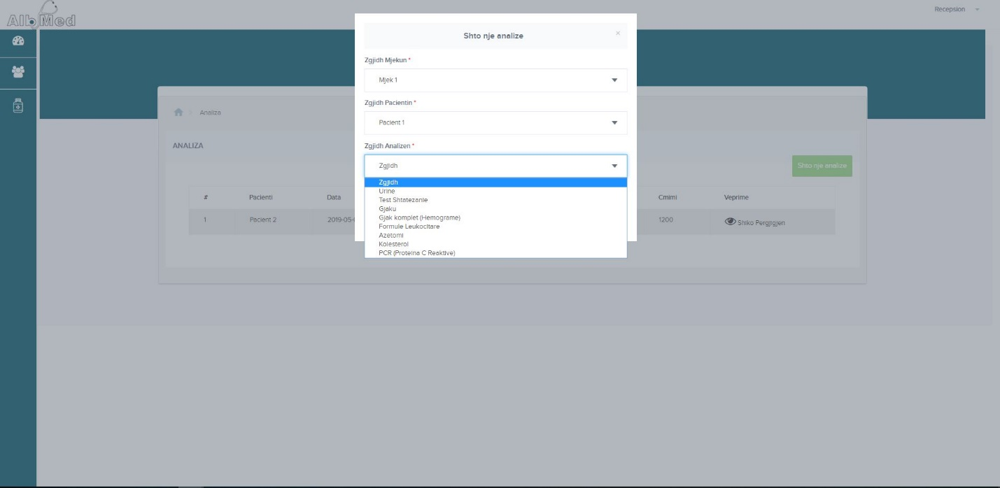 AlbMed
Recepsion
Shto nje analize
×
Zgjidh Mjekun *
Mjek 1
Zgjidh Pacientin *
Pacient 1
Analiza
Zgjidh Analizen *
ANALIZA
Zgjidh
Shto nje analize
Zgjidh
Urine
Test Shtatezanie
Gjaku
Gjak komplet (Hemograme)
Formule Leukocitare
Azetomi
Kolesterol
PCR (Proteina C Reaktive)
# Pacienti Data Cmimi Veprime
1 Pacient 2 2019-05- 1200 Shiko Pergjigjen